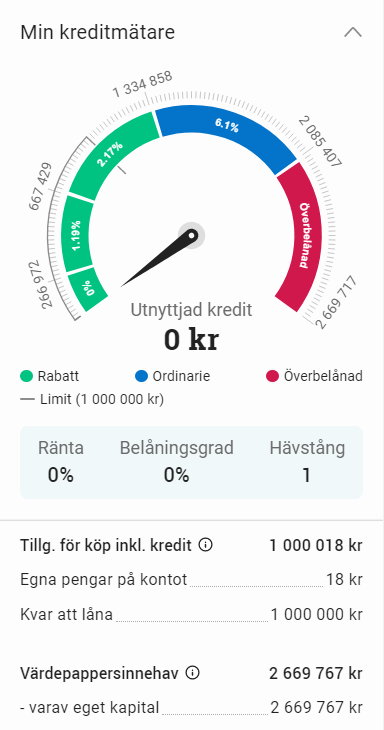 Min kreditmätare
1 334 858
2 085 407
667 429
266 972
2 669 717
6.1%
2.17%
1.19%
0%
Överbelånad
Utnyttjad kredit
0 kr
Rabatt Ordinarie Överbelånad
Limit (1 000 000 kr)
Ränta Belåningsgrad Hävstång
0% 0% 1
Tillg. för köp inkl. kredit 1 000 018 kr
Egna pengar på kontot 18 kr
Kvar att låna 1 000 000 kr
Värdepappersinnehav 2 669 767 kr
- varav eget kapital 2 669 767 kr